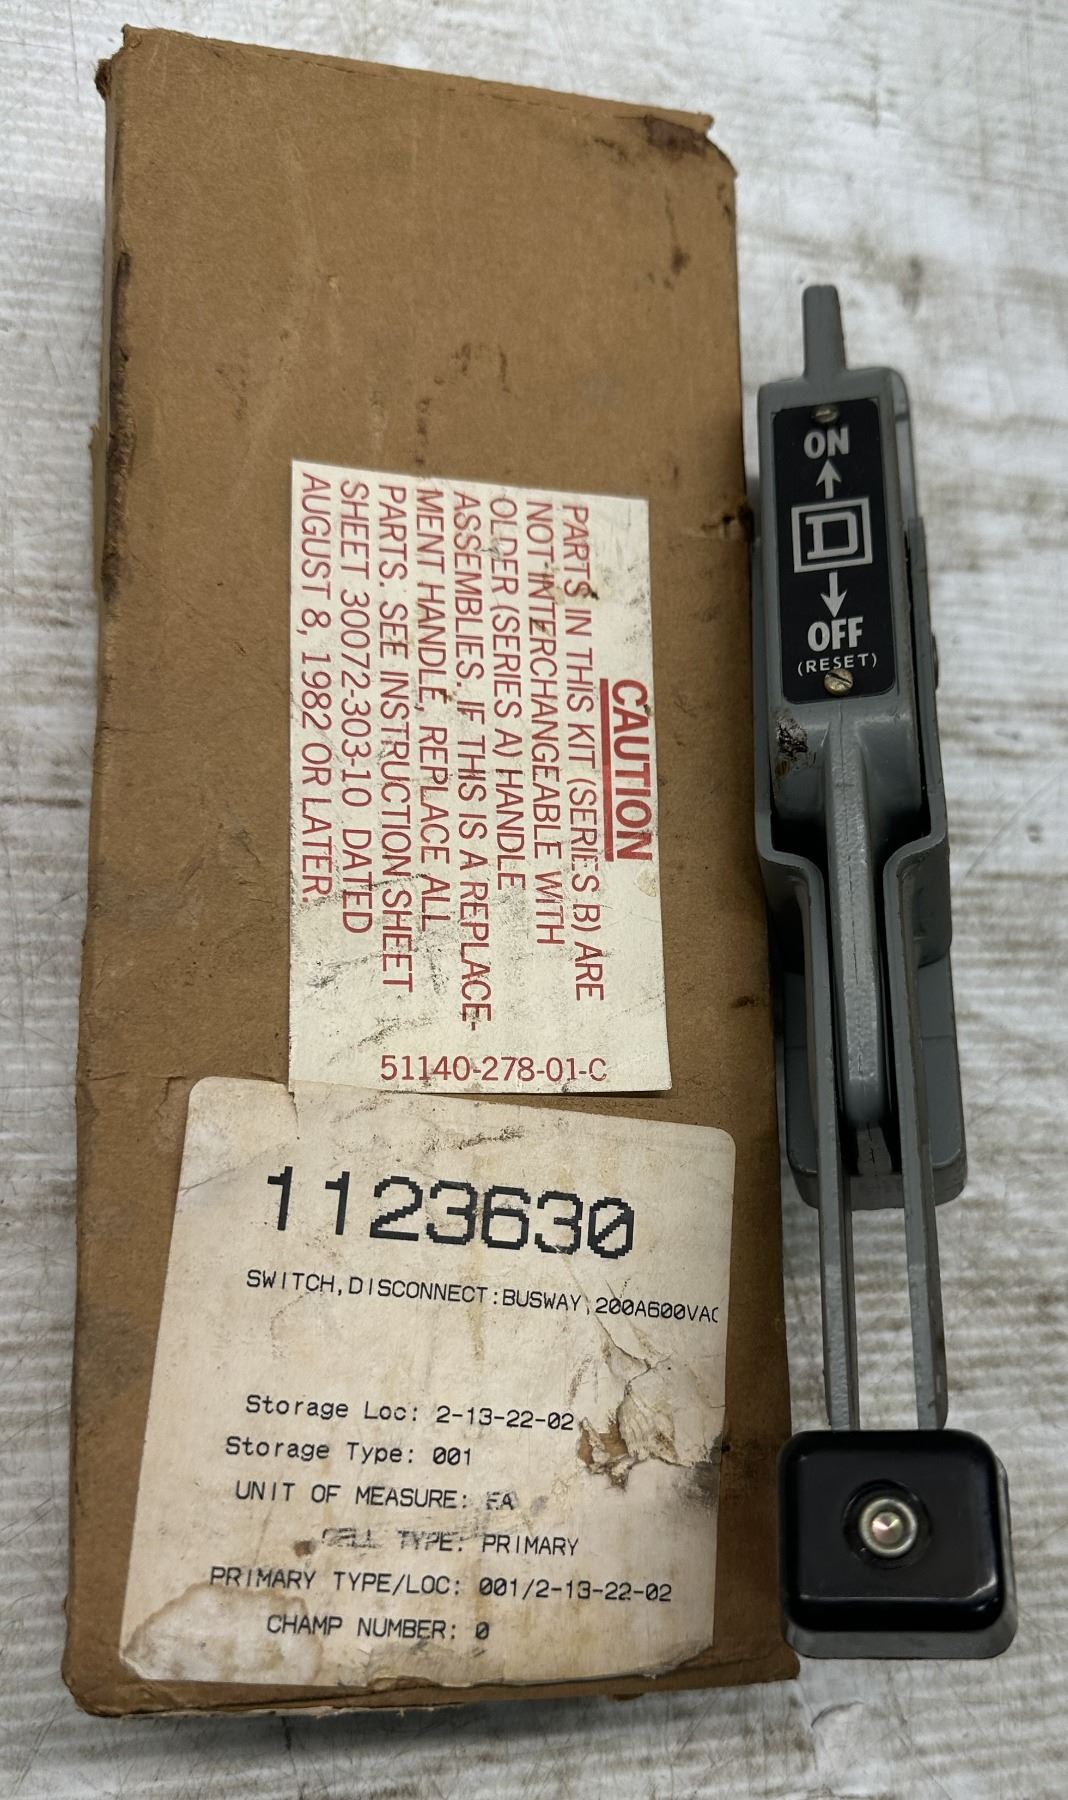 CAUTION
PARTS IN THIS KIT (SERIES B) ARE
NOT INTERCHANGEABLE WITH
OLDER (SERIES A) HANDLE
ASSEMBLIES. IF THIS IS A REPLACE-
MENT HANDLE, REPLACE ALL
PARTS. SEE INSTRUCTION SHEET
SHEET 30072-303-10 DATED
AUGUST 8, 1982 OR LATER.
51140-278-01-C
1123630
SWITCH,DISCONNECT:BUSWAY,200A600VAC
Storage Loc: 2-13-22-02
Storage Type: 001
UNIT OF MEASURE: EA
CELL TYPE: PRIMARY
PRIMARY TYPE/LOC: 001/2-13-22-02
CHAMP NUMBER: 0
ON
D
OFF
(RESET)